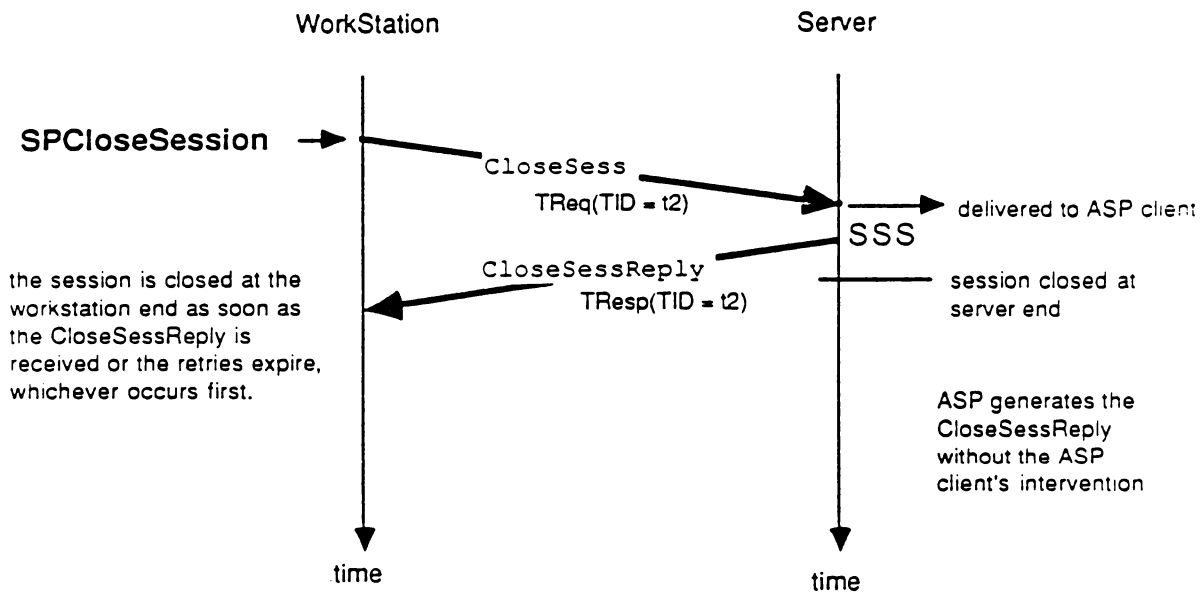 WorkStation
Server
SPCloseSession
CloseSess
TReq(TID = t2)
delivered to ASP client
SSS
CloseSessReply
TResp(TID = t2)
session closed at
server end
the session is closed at the
workstation end as soon as
the CloseSessReply is
received or the retries expire,
whichever occurs first.
ASP generates the
CloseSessReply
without the ASP
client's intervention
time
time